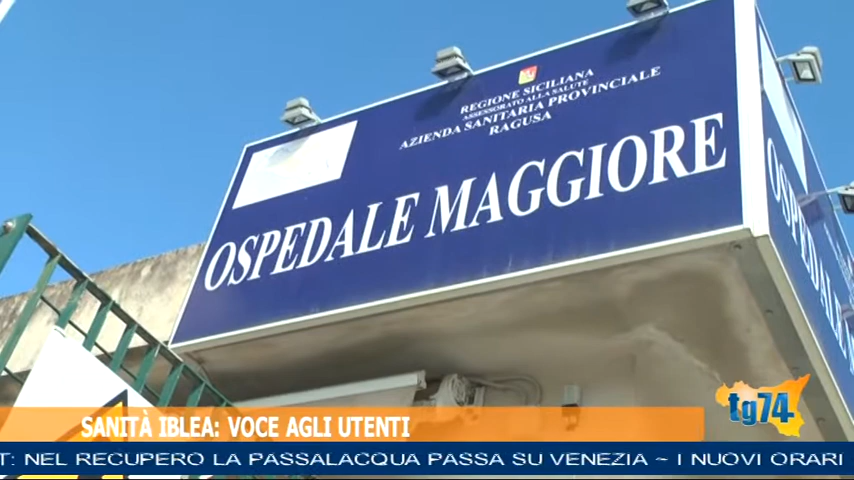 REGIONE SICILIANA
ASSESSORATO ALLA SALUTE
AZIENDA SANITARIA PROVINCIALE
RAGUSA
OSPEDALE MAGGIORE
OSPEDALE
tg74
SANITÀ IBLEA: VOCE AGLI UTENTI
T: NEL RECUPERO LA PASSALACQUA PASSA SU VENEZIA ~ I NUOVI ORARI